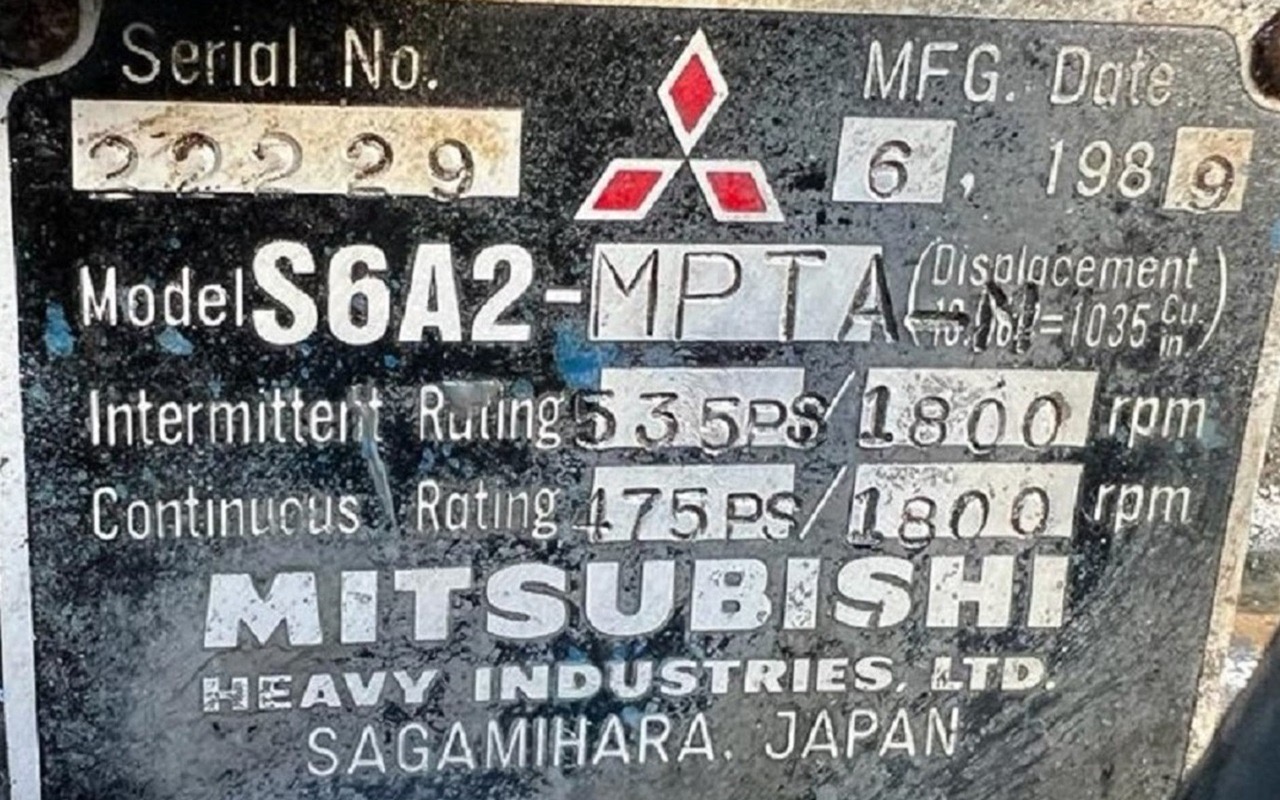 Serial No. MFG. Date
22229 6, 1989
Model S6A2-MPTA-N (Displacement
=1035 Cu. in.)
Intermittent Rating 535PS/1800 rpm
Continuous Rating 475PS/1800 rpm
MITSUBISHI
HEAVY INDUSTRIES, LTD.
SAGAMIHARA, JAPAN